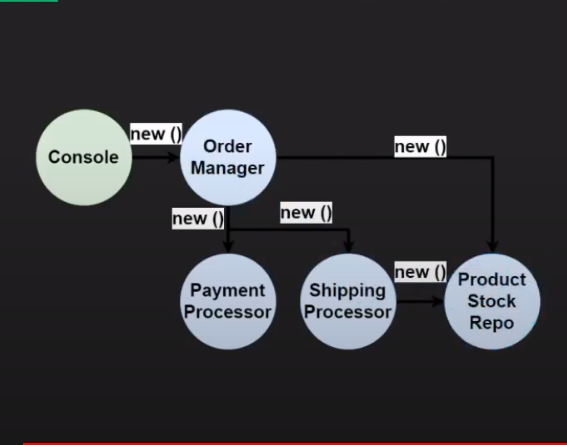 new ()
Console
Order
Manager
new ()
new ()
new ()
Payment
Processor
Shipping
Processor
new ()
Product
Stock
Repo